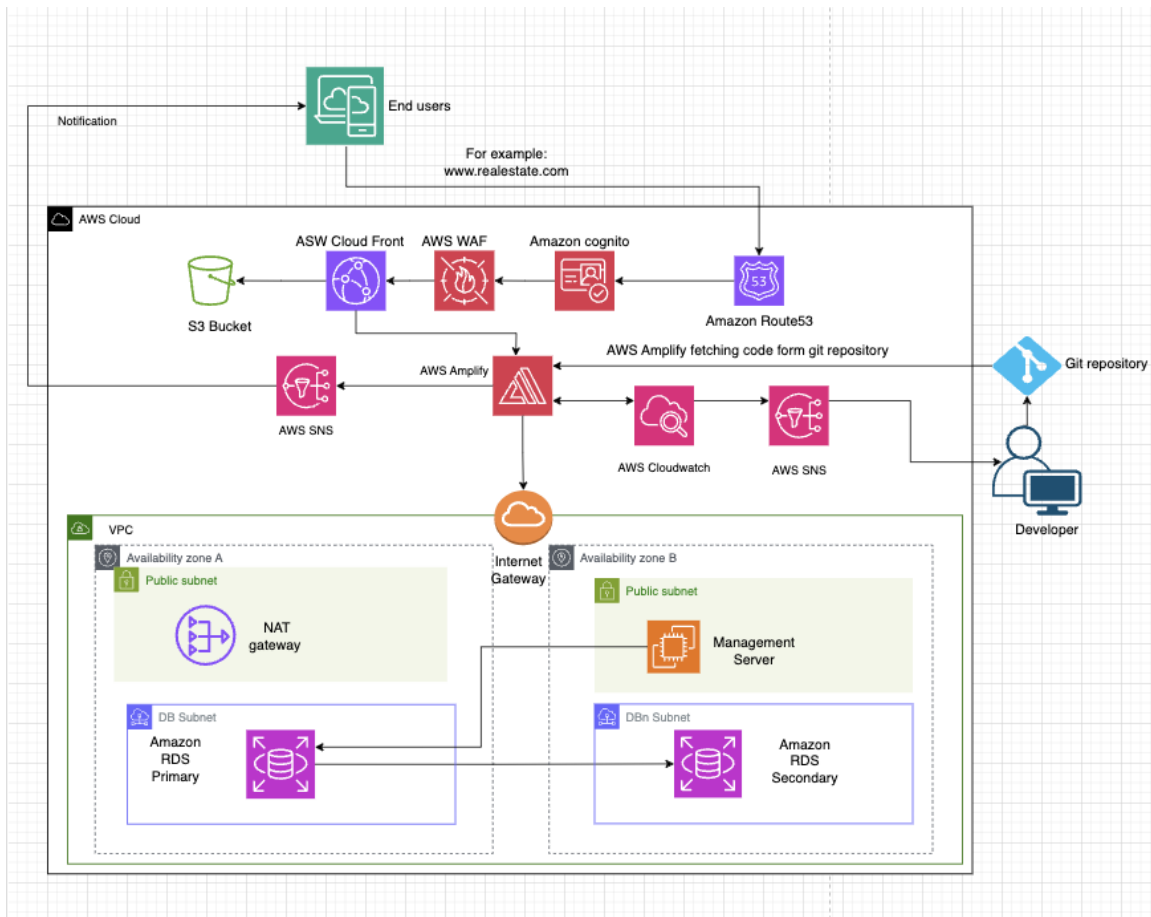 End users
Notification
For example:
www.realestate.com
AWS Cloud
ASW Cloud Front
AWS WAF
Amazon cognito
53
S3 Bucket
Amazon Route53
AWS Amplify fetching code form git repository
Git repository
AWS Amplify
AWS SNS
AWS Cloudwatch
AWS SNS
Developer
VPC
Availability zone A
Internet
Gateway
Availability zone B
Public subnet
Public subnet
NAT
gateway
Management
Server
DB Subnet
DBn Subnet
Amazon
RDS
Primary
Amazon
RDS
Secondary